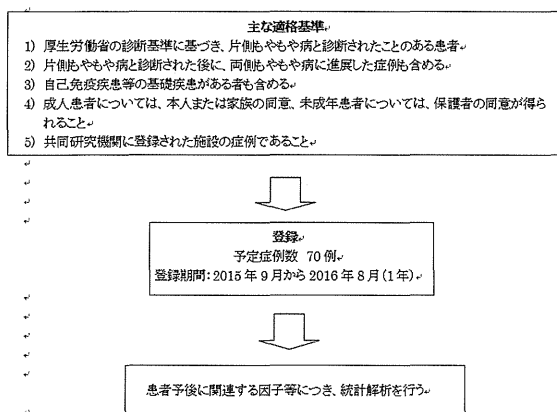 主な適格基準
1) 厚生労働省の診断基準に基づき、片側もやもや病と診断されたことのある患者
2) 片側もやもや病と診断された後に、両側もやもや病に進展した症例も含める
3) 自己免疫疾患等の基礎疾患がある者も含める
4) 成人患者については、本人または家族の同意、未成年患者については、保護者の同意が得ら
れること
5) 共同研究機関に登録された施設の症例であること
登録
予定症例数 70例
登録期間:2015年9月から2016年8月(1年)
患者予後に関連する因子等につき、統計解析を行う